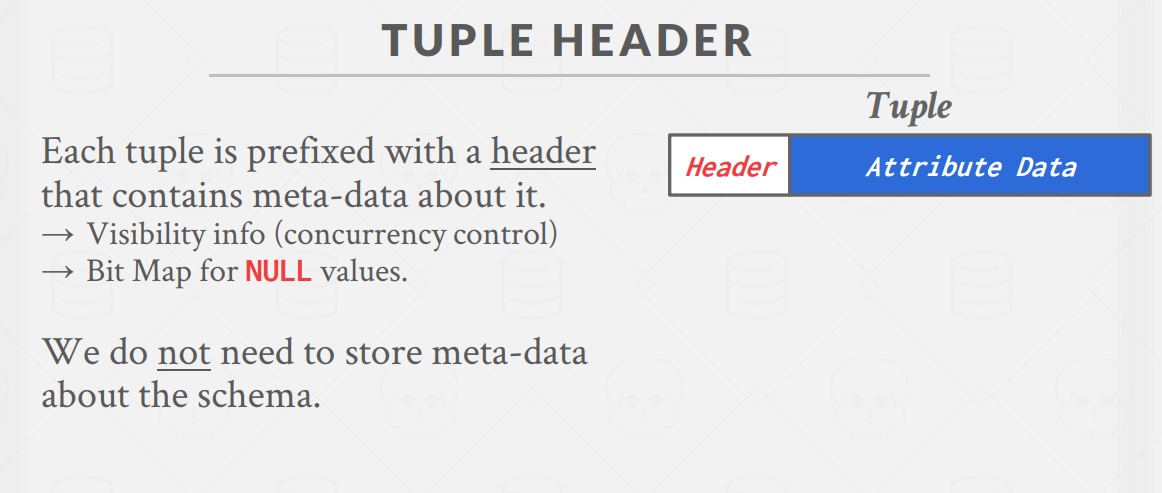 TUPLE HEADER
Tuple
Header Attribute Data
Each tuple is prefixed with a header
that contains meta-data about it.
→ Visibility info (concurrency control)
→ Bit Map for NULL values.
We do not need to store meta-data
about the schema.